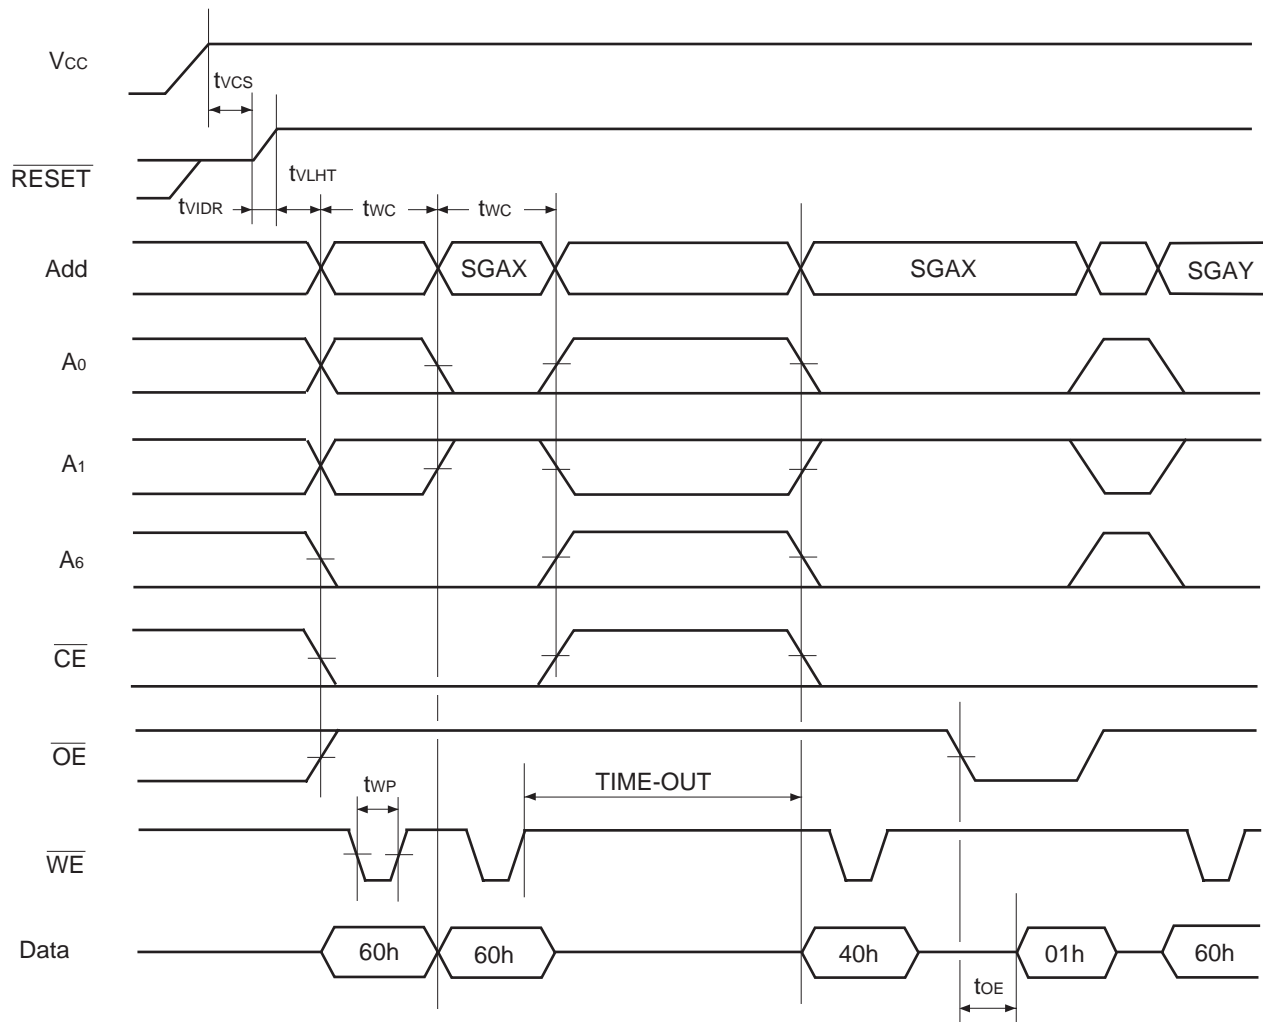 VCC
tVCS
RESET
tVLHT
tVIDR
tWC
tWC
Add
SGAX
SGAX
SGAY
A0
A1
A6
CE
OE
tWP
TIME-OUT
WE
Data
60h
60h
40h
01h
60h
tOE